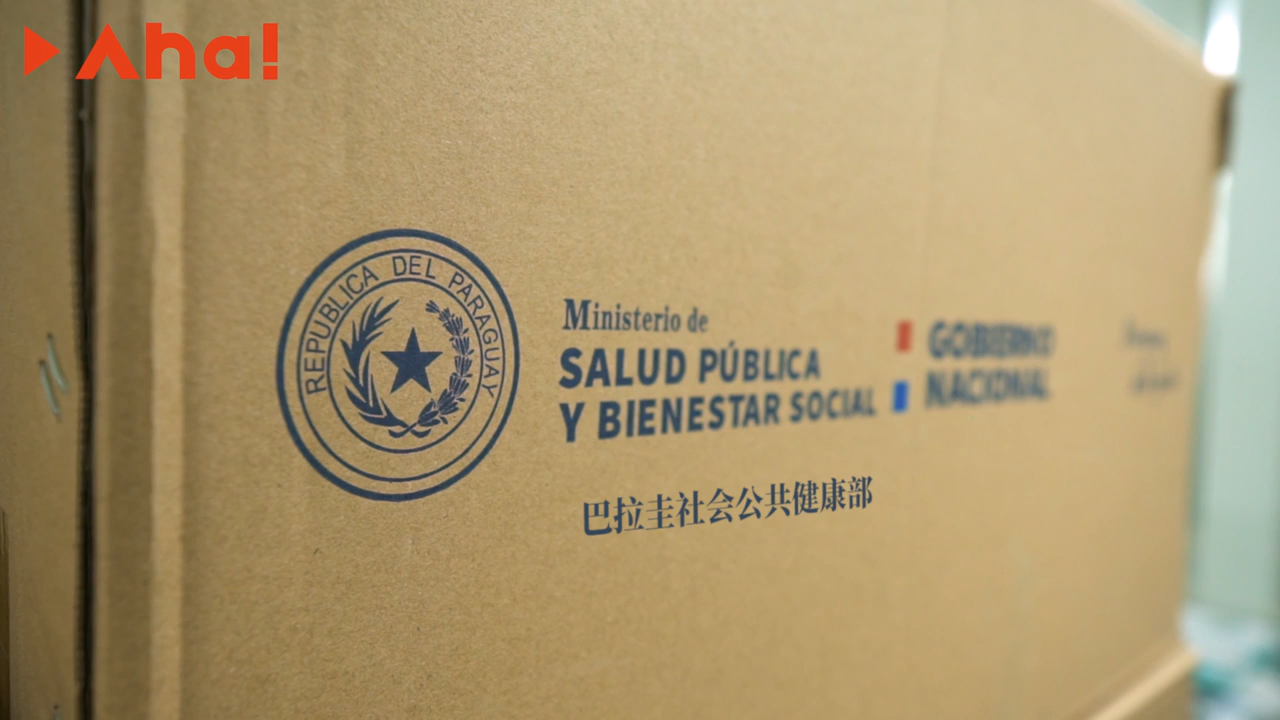 Aha!
REPUBLICA DEL PARAGUAY
Ministerio de
SALUD PÚBLICA
Y BIENESTAR SOCIAL
GOBIERNO
NACIONAL
巴拉圭社会公共健康部